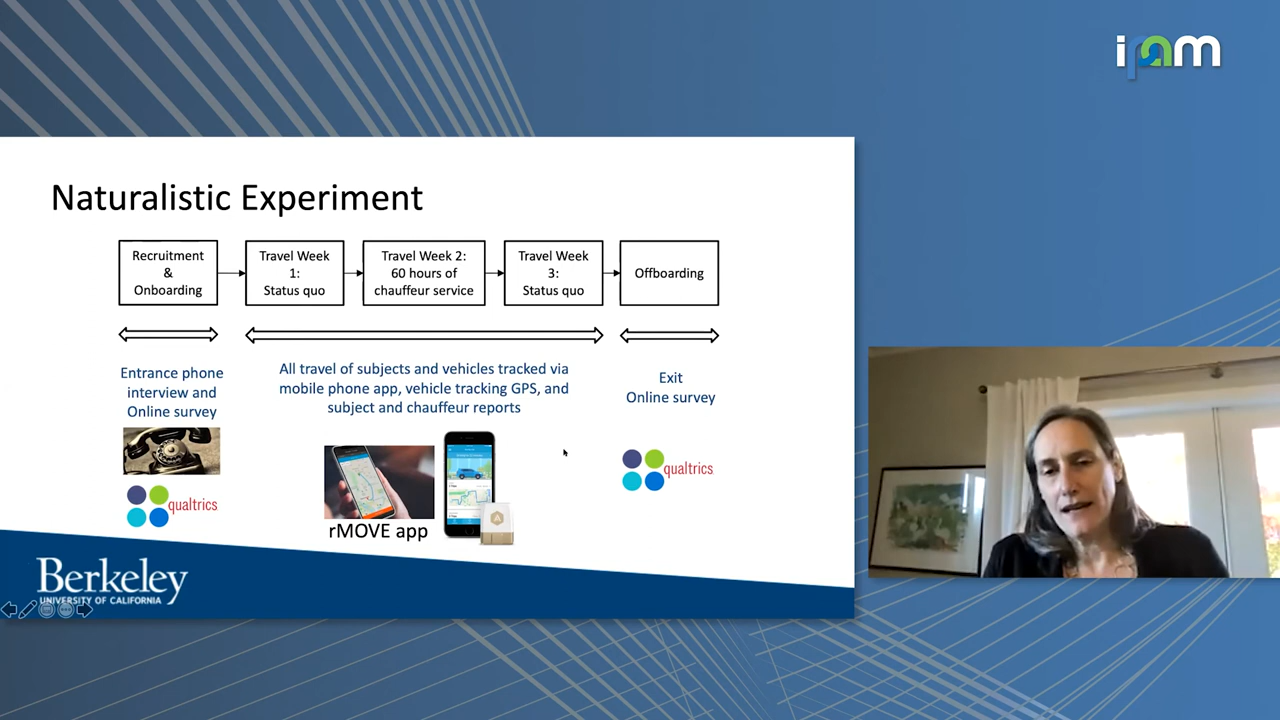 ipam
Naturalistic Experiment
Recruitment
&
Onboarding
Travel Week
1:
Status quo
Travel Week 2:
60 hours of
chauffeur service
Travel Week
3:
Status quo
Offboarding
Entrance phone
interview and
Online survey
All travel of subjects and vehicles tracked via
mobile phone app, vehicle tracking GPS, and
subject and chauffeur reports
Exit
Online survey
qualtrics
rMOVE app
qualtrics
Berkeley
UNIVERSITY OF CALIFORNIA